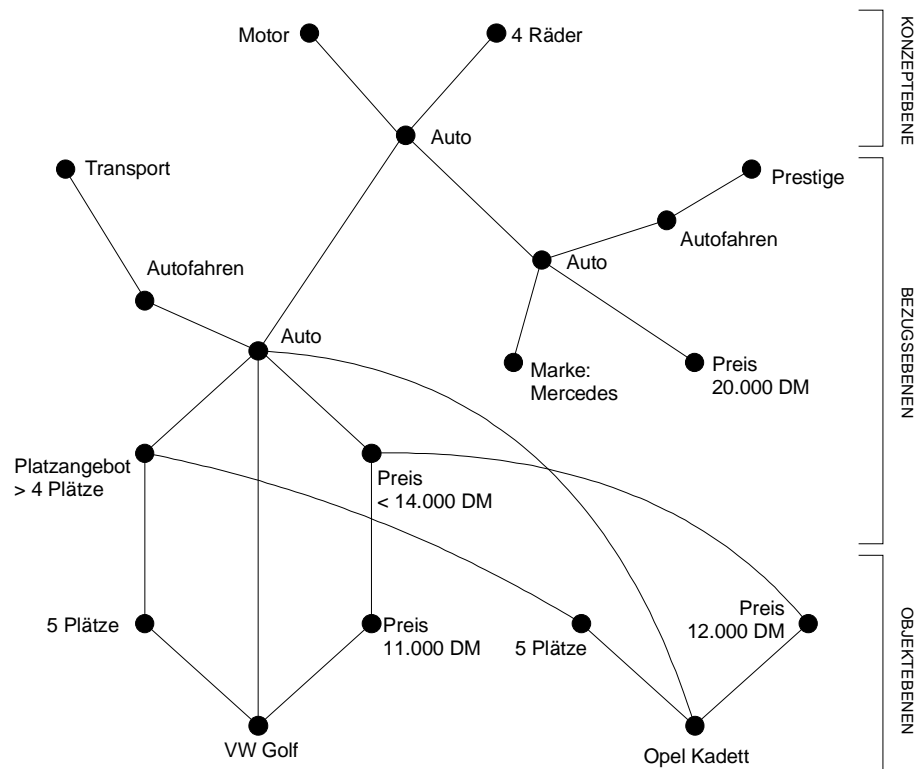 Motor
4 Räder
Auto
Transport
Prestige
Autofahren
Auto
Autofahren
Auto
Marke:
Mercedes
Preis
20.000 DM
Platzangebot
> 4 Plätze
Preis
< 14.000 DM
5 Plätze
Preis
11.000 DM
5 Plätze
Preis
12.000 DM
VW Golf
Opel Kadett
KONZEPTEBENE
BEZUGSEBENEN
OBJEKTEBENEN